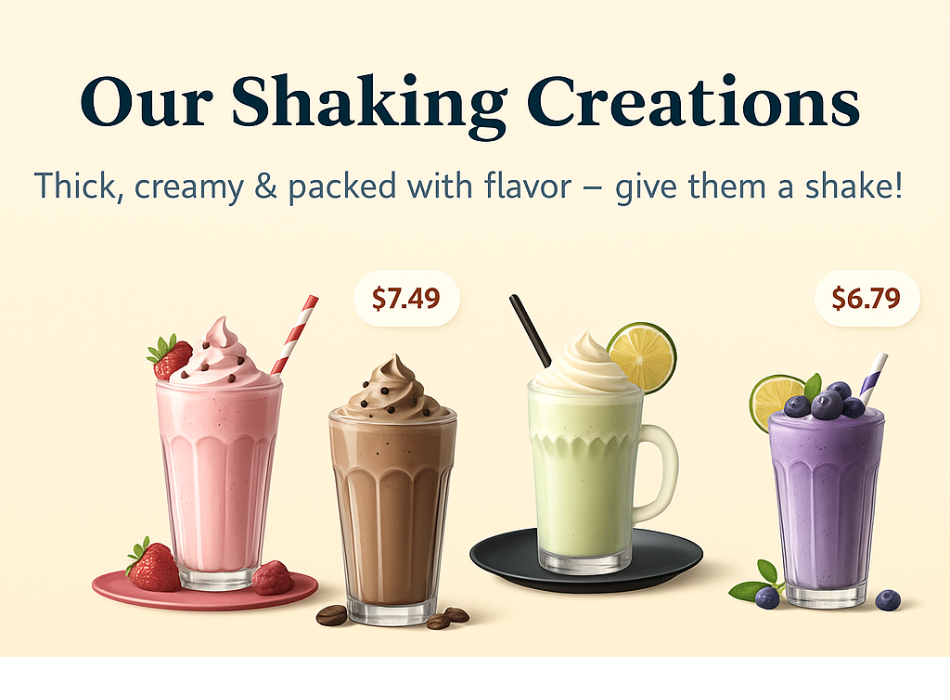 Our Shaking Creations
Thick, creamy & packed with flavor – give them a shake!
$7.49
$6.79